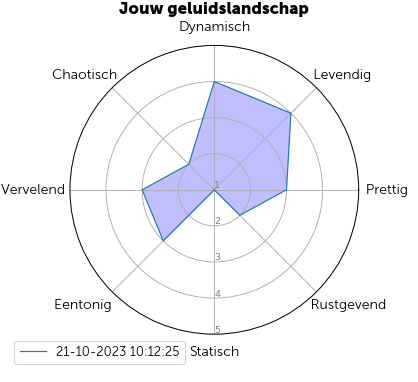 Jouw geluidslandschap
Dynamisch
Chaotisch
Levendig
Vervelend
1
Prettig
2
3
4
Eentonig
Rustgevend
5
21-10-2023 10:12:25
Statisch